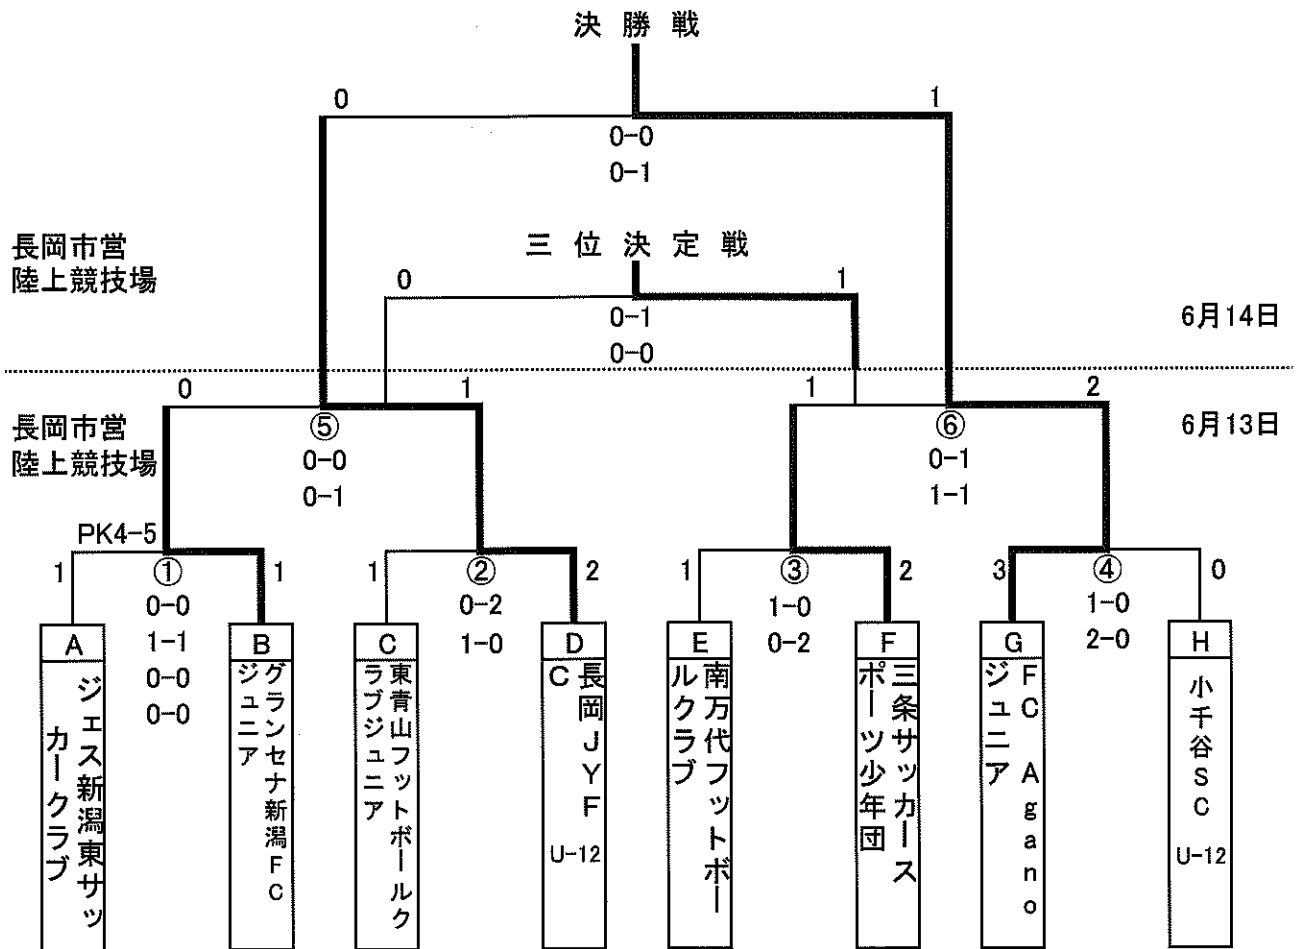 決勝戦
0
1
0-0
0-1
長岡市営
陸上競技場
三位決定戦
0
1
0-1
0-0
6月14日
0
1
1
2
長岡市営
陸上競技場
⑤
0-0
0-1
⑥
0-1
1-1
6月13日
PK4-5
1
①
1
0-0
1-1
0-0
0-0
1
②
2
0-2
1-0
1
③
2
1-0
0-2
3
④
0
1-0
2-0
A
ジェス新潟東サッ
カークラブ
B
グランセナ新潟FC
ジュニア
C
東青山フットボールク
ラブジュニア
D
長岡JYF
C
U-12
E
南万代フットボー
ルクラブ
F
三条サッカース
ポーツ少年団
G
FC Agano
ジュニア
H
小千谷SC
U-12